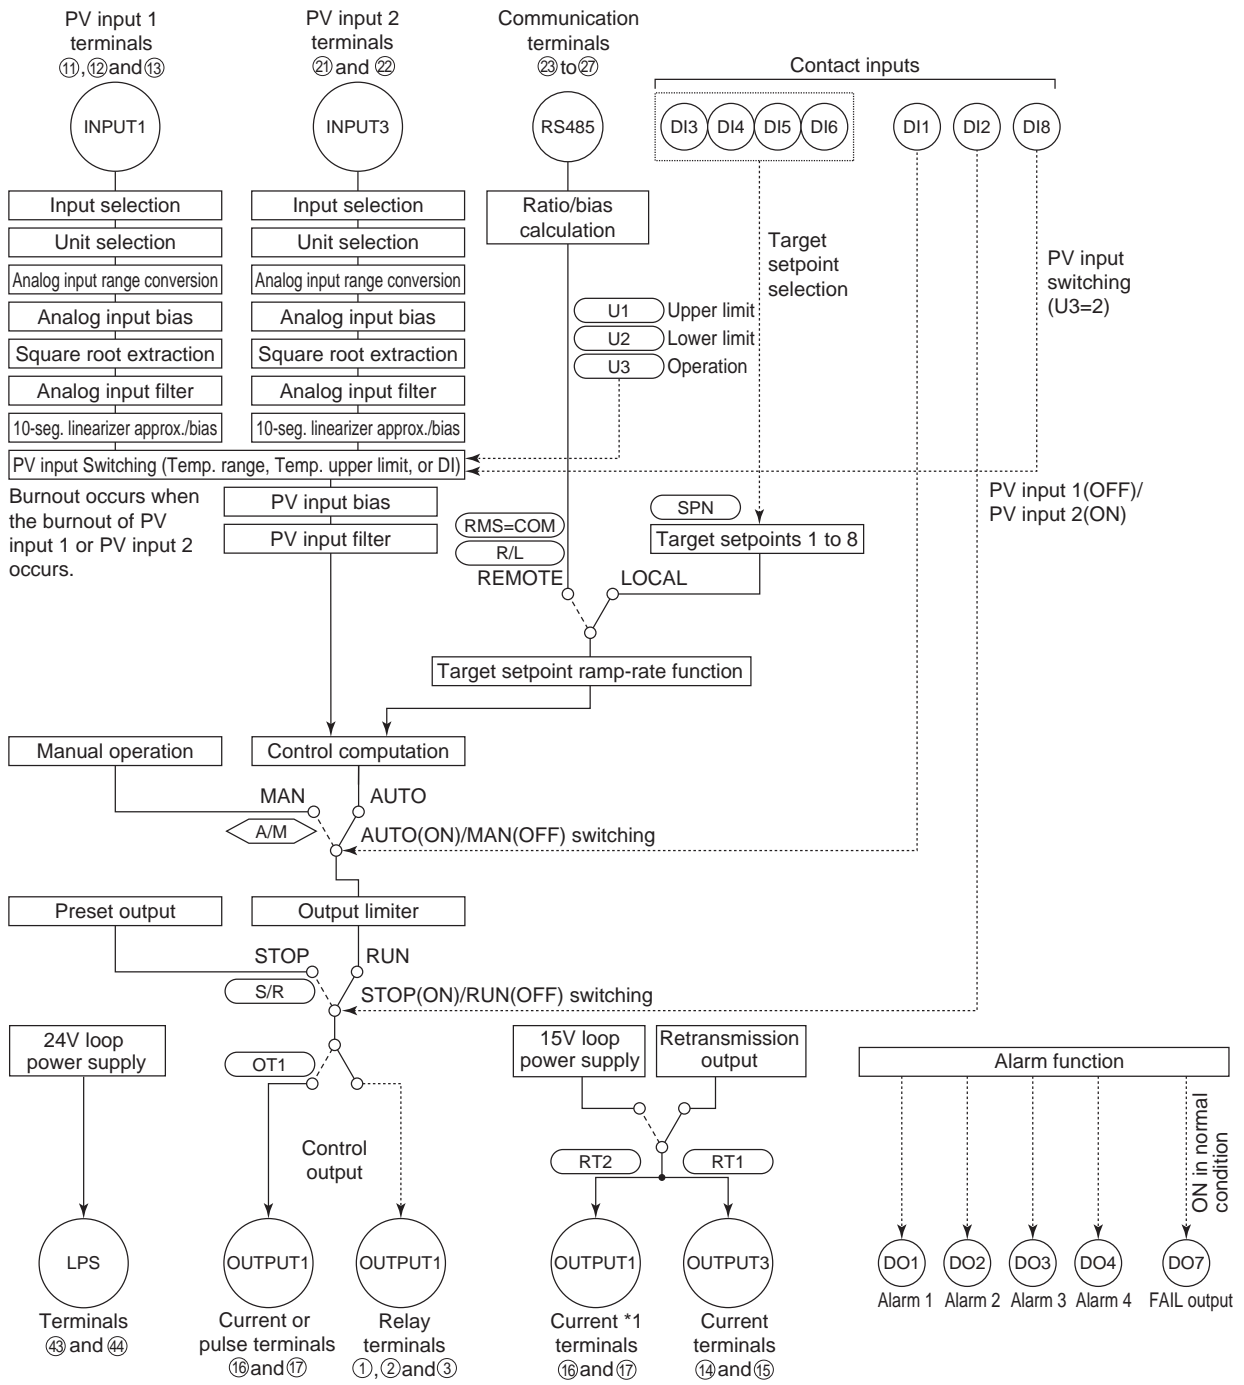 PV input 1
terminals
⑪,⑫and⑬
PV input 2
terminals
㉑ and ㉒
Communication
terminals
㉓ to㉗
Contact inputs
INPUT1
INPUT3
RS485
DI3
DI4
DI5
DI6
DI1
DI2
DI8
Input selection
Unit selection
Analog input range conversion
Analog input bias
Square root extraction
Analog input filter
10-seg. linearizer approx./bias
Input selection
Unit selection
Analog input range conversion
Analog input bias
Square root extraction
Analog input filter
10-seg. linearizer approx./bias
Ratio/bias
calculation
Target
setpoint
selection
PV input
switching
(U3=2)
U1 Upper limit
U2 Lower limit
U3 Operation
PV input Switching (Temp. range, Temp. upper limit, or DI)
Burnout occurs when
the burnout of PV
input 1 or PV input 2
occurs.
PV input bias
PV input filter
PV input 1(OFF)/
PV input 2(ON)
SPN
RMS=COM
R/L
Target setpoints 1 to 8
REMOTE
LOCAL
Target setpoint ramp-rate function
Manual operation
Control computation
MAN
AUTO
A/M
AUTO(ON)/MAN(OFF) switching
Preset output
Output limiter
STOP
RUN
S/R
STOP(ON)/RUN(OFF) switching
24V loop
power supply
OT1
15V loop
power supply
Retransmission
output
Alarm function
Control
output
RT2
RT1
ON in normal
condition
LPS
OUTPUT1
OUTPUT1
OUTPUT1
OUTPUT3
DO1
DO2
DO3
DO4
DO7
Alarm 1
Alarm 2
Alarm 3
Alarm 4
FAIL output
Terminals
㊸ and ㊹
Current or
pulse terminals
⑯and⑰
Relay
terminals
①,②and③
Current *1
terminals
⑯and⑰
Current
terminals
⑭and⑮